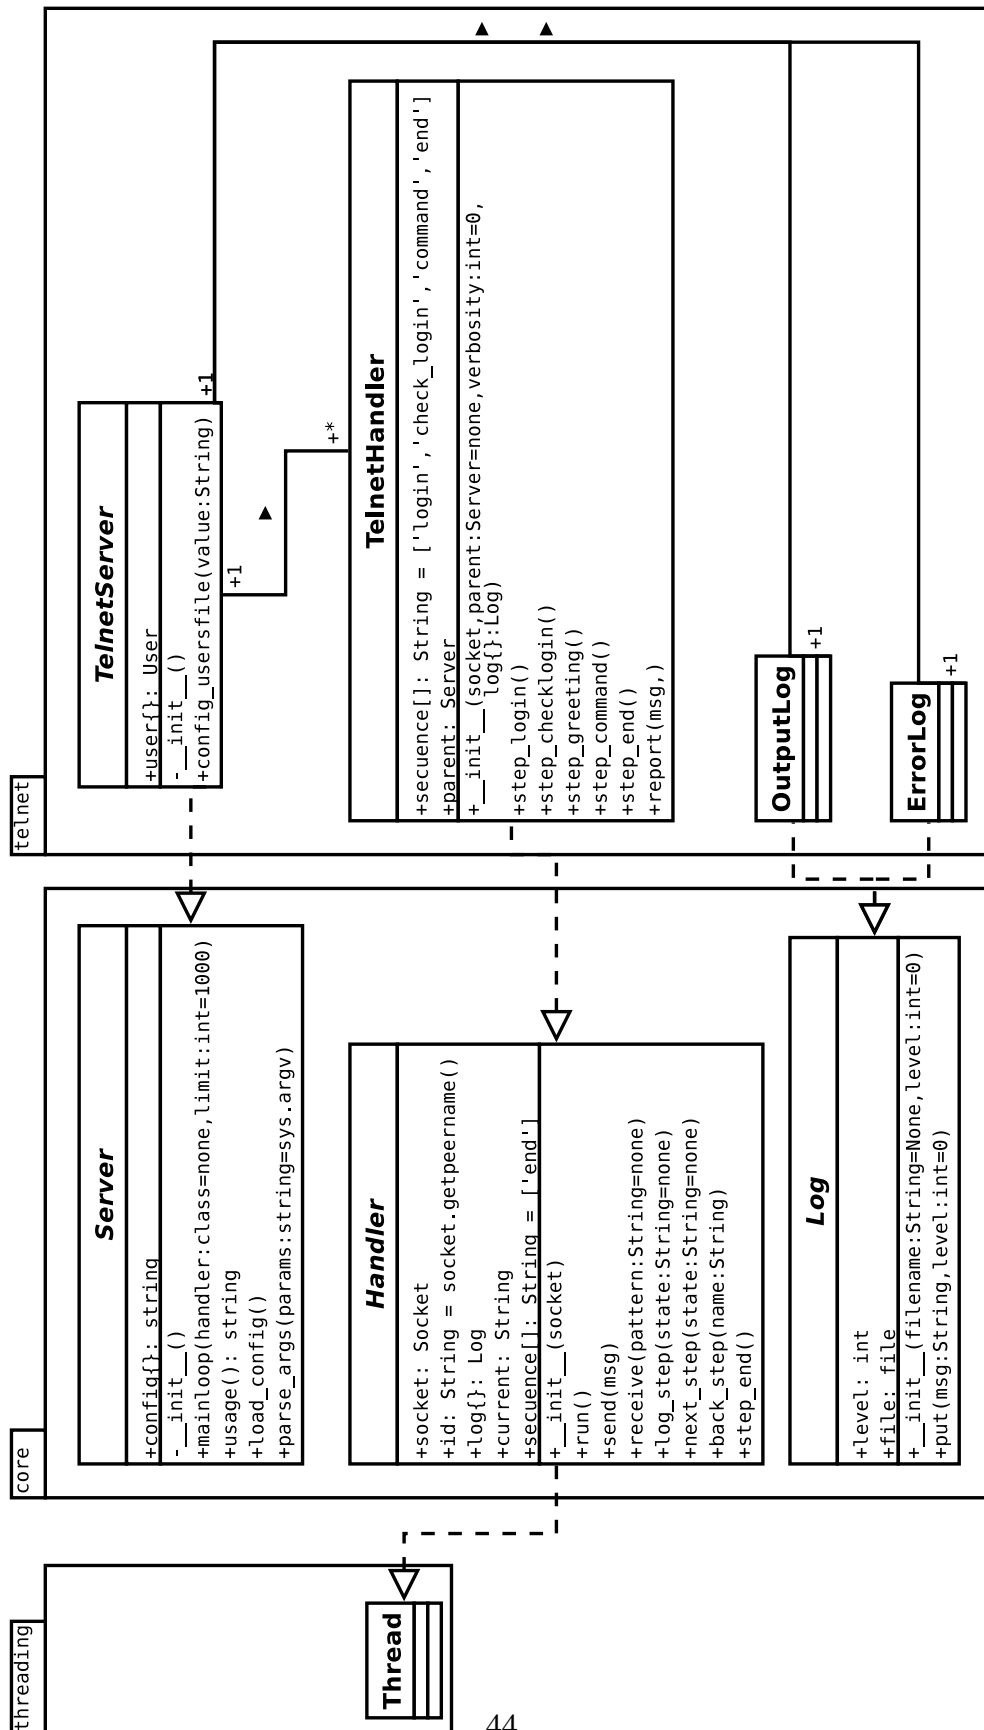 threading
Thread
core
Server
+config{}: string
-__init__()
+mainloop(handler:class=none,limit:int=1000)
+usage(): string
+load_config()
+parse_args(params:string=sys.argv)
Handler
+socket: Socket
+id: String = socket.getpeername()
+log{}: Log
+current: String
+secuence[]: String = ['end']
+__init__(socket)
+run()
+send(msg)
+receive(pattern:String=none)
+log_step(state:String=none)
+next_step(state:String=none)
+back_step(name:String)
+step_end()
Log
+level: int
+file: file
+__init__(filename:String=None,level:int=0)
+put(msg:String,level:int=0)
telnet
TelnetServer
+user{}: User
-__init__()
+config_usersfile(value:String)
+1
+1
+*
TelnetHandler
+secuence[]: String = ['login','check_login','command','end']
+parent: Server
+__init__(socket,parent:Server=none,verbosity:int=0,
log{}:Log)
+step_login()
+step_checklogin()
+step_greeting()
+step_command()
+step_end()
+report(msg,)
OutputLog
+1
ErrorLog
+1
44